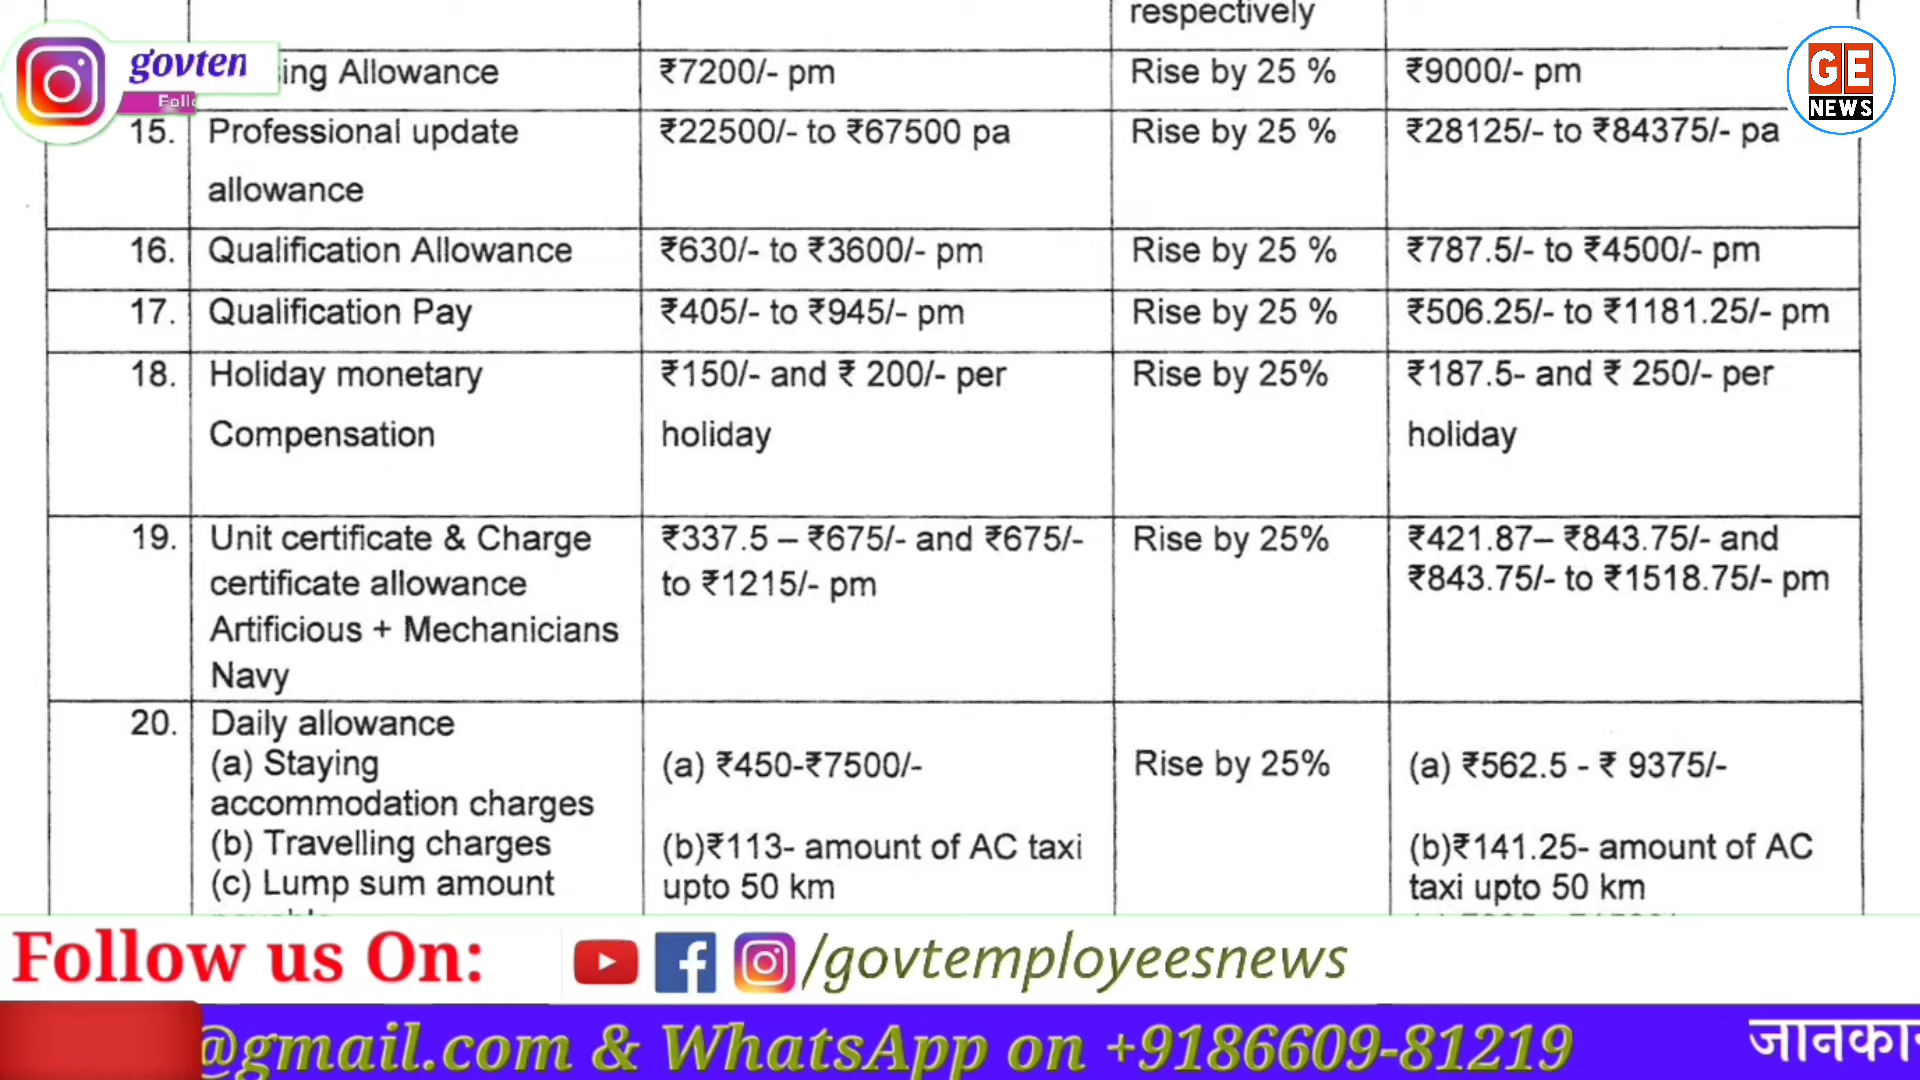 respectively
govten
ing Allowance ₹7200/- pm Rise by 25 % ₹9000/- pm
GE
NEWS
15. Professional update ₹22500/- to ₹67500 pa Rise by 25 % ₹28125/- to ₹84375/- pa
allowance
16. Qualification Allowance ₹630/- to ₹3600/- pm Rise by 25 % ₹787.5/- to ₹4500/- pm
17. Qualification Pay ₹405/- to ₹945/- pm Rise by 25 % ₹506.25/- to ₹1181.25/- pm
18. Holiday monetary ₹150/- and ₹ 200/- per Rise by 25% ₹187.5- and ₹ 250/- per
Compensation holiday holiday
19. Unit certificate & Charge ₹337.5 – ₹675/- and ₹675/- Rise by 25% ₹421.87– ₹843.75/- and
certificate allowance to ₹1215/- pm ₹843.75/- to ₹1518.75/- pm
Artificious + Mechanicians
Navy
20. Daily allowance
(a) Staying (a) ₹450-₹7500/- Rise by 25% (a) ₹562.5 - ₹ 9375/-
accommodation charges
(b) Travelling charges (b)₹113- amount of AC taxi (b)₹141.25- amount of AC
(c) Lump sum amount upto 50 km taxi upto 50 km
Follow us On: /govtemployeesnews
@gmail.com & WhatsApp on +9186609-81219 जानका